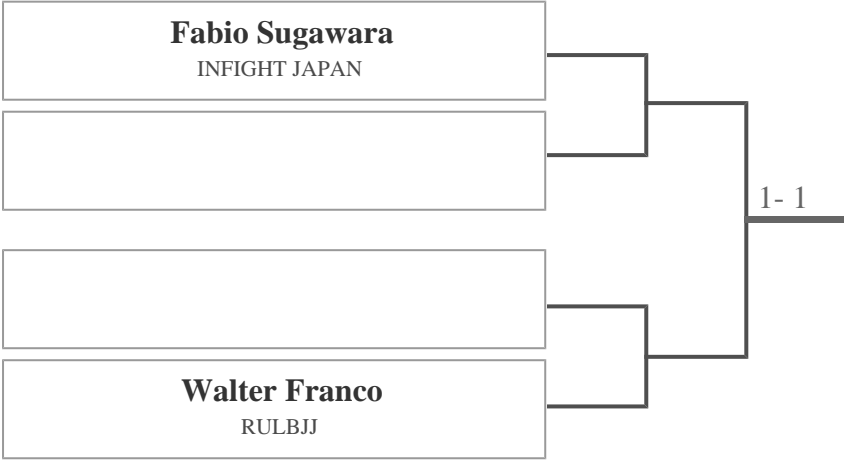 Fabio Sugawara
INFIGHT JAPAN
1- 1
Walter Franco
RULBJJ